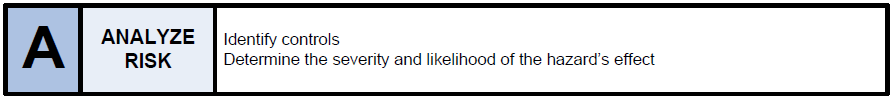 A
ANALYZE
RISK
Identify controls
Determine the severity and likelihood of the hazard's effect